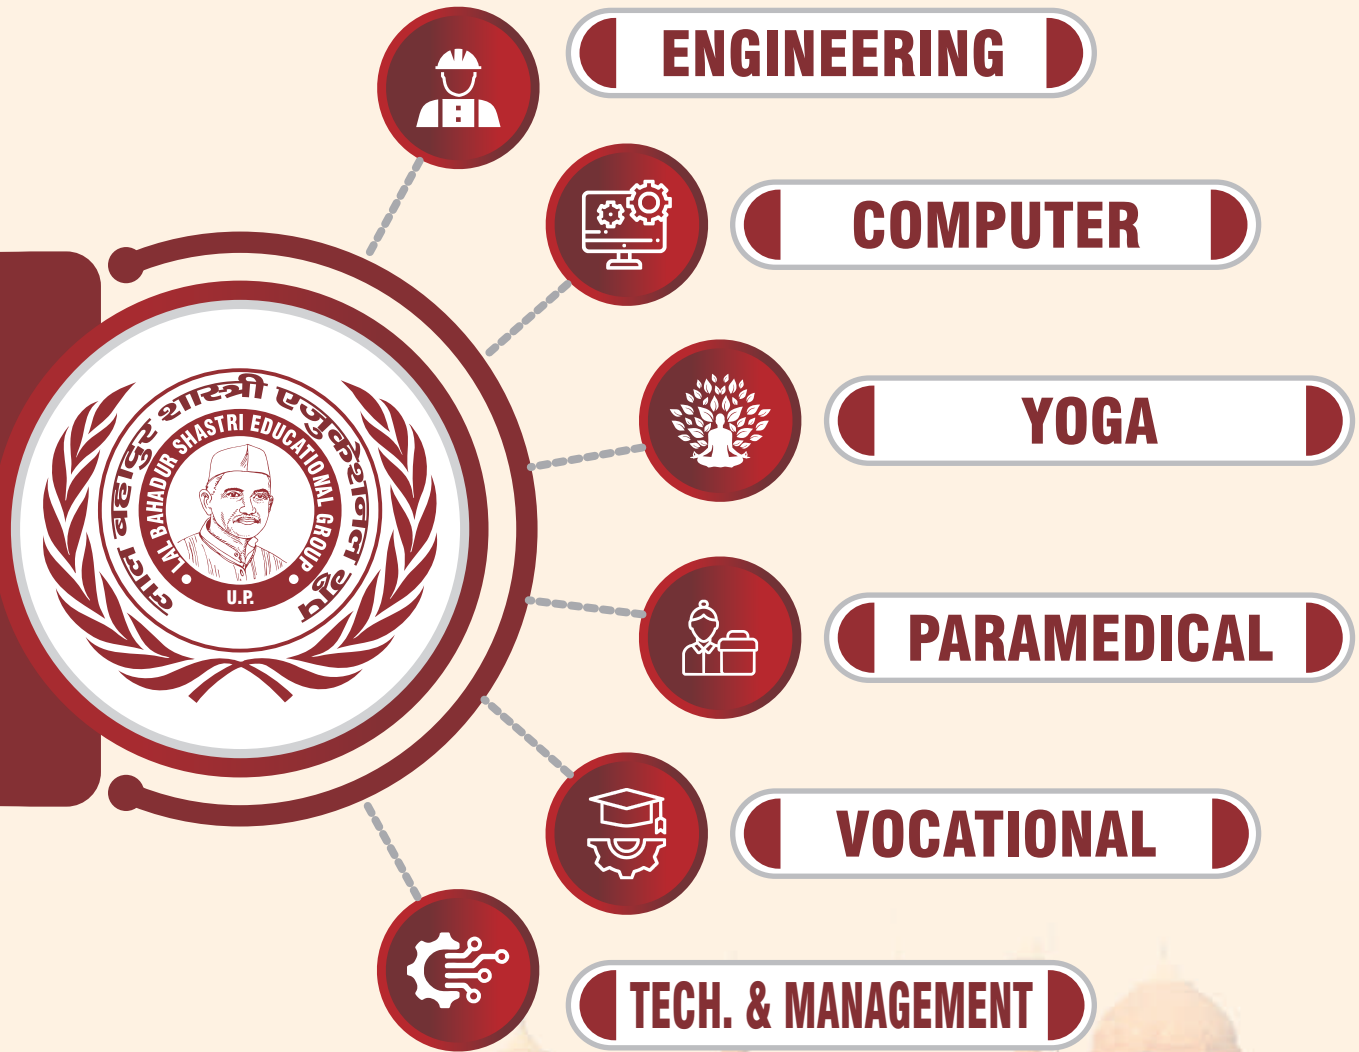 ENGINEERING
COMPUTER
YOGA
PARAMEDICAL
VOCATIONAL
TECH. & MANAGEMENT
लाल बहादुर शास्त्री एजुकेशनल ग्रुप
LAL BAHADUR SHASTRI EDUCATIONAL GROUP
U.P.